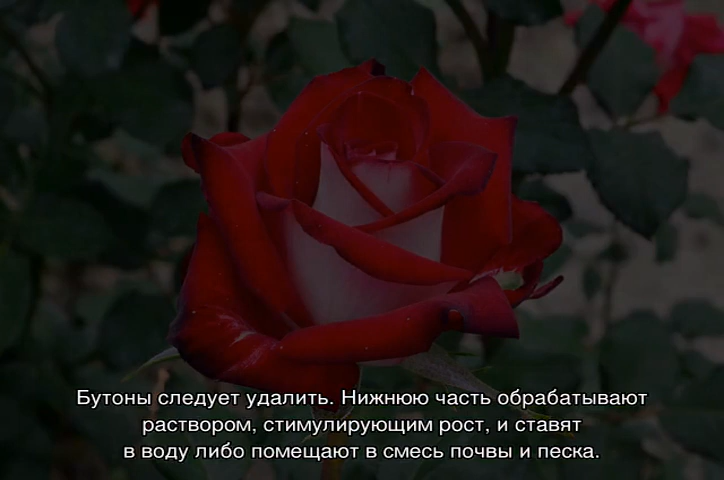 Бутоны следует удалить. Нижнюю часть обрабатывают
раствором, стимулирующим рост, и ставят
в воду либо помещают в смесь почвы и песка.